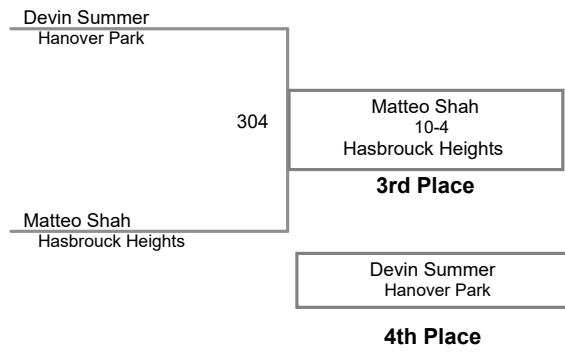 Devin Summer
Hanover Park
304
Matteo Shah
10-4
Hasbrouck Heights
3rd Place
Matteo Shah
Hasbrouck Heights
Devin Summer
Hanover Park
4th Place